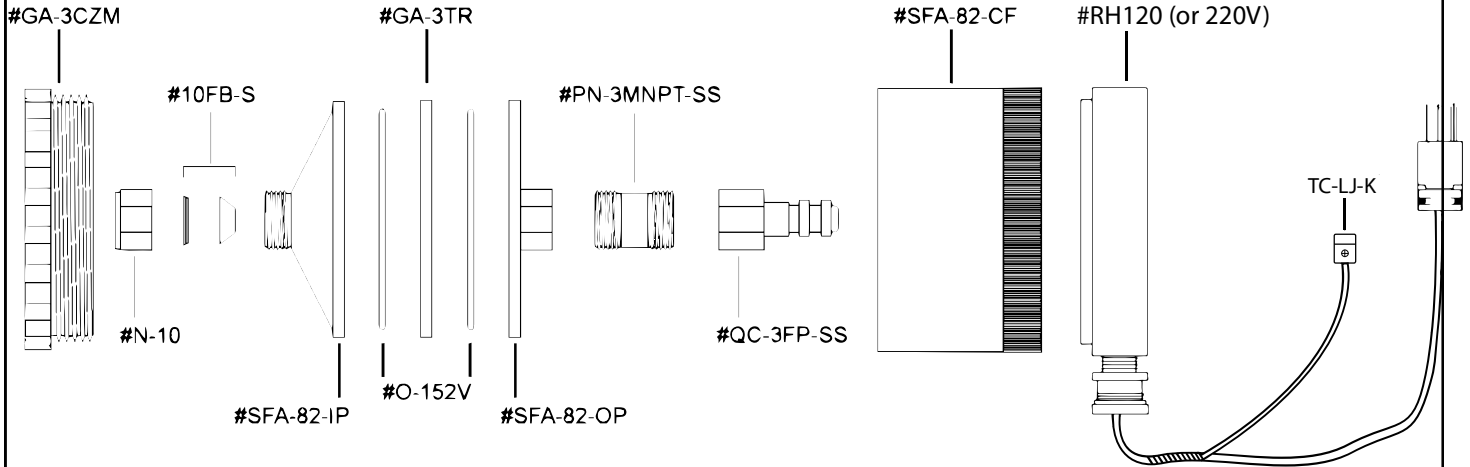 #GA-3CZM
#GA-3TR
#SFA-82-CF
#RH120 (or 220V)
#10FB-S
#PN-3MNPT-SS
TC-LJ-K
#N-10
#QC-3FP-SS
#O-152V
#SFA-82-IP
#SFA-82-OP